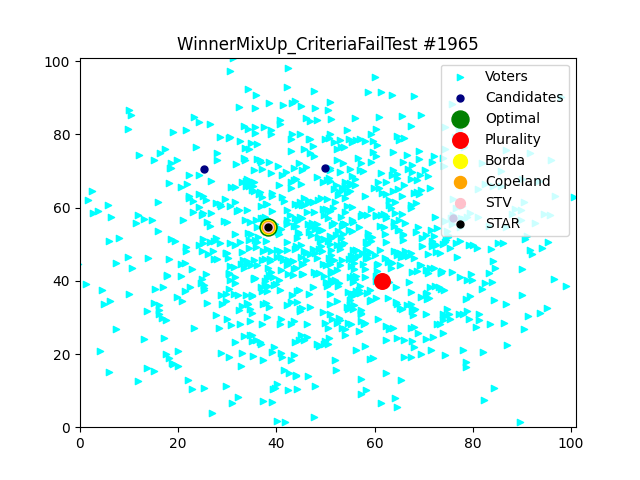 WinnerMixUp_CriteriaFailTest #1965
100
80
60
40
20
0
0
20
40
60
80
100
Voters
Candidates
Optimal
Plurality
Borda
Copeland
STV
STAR